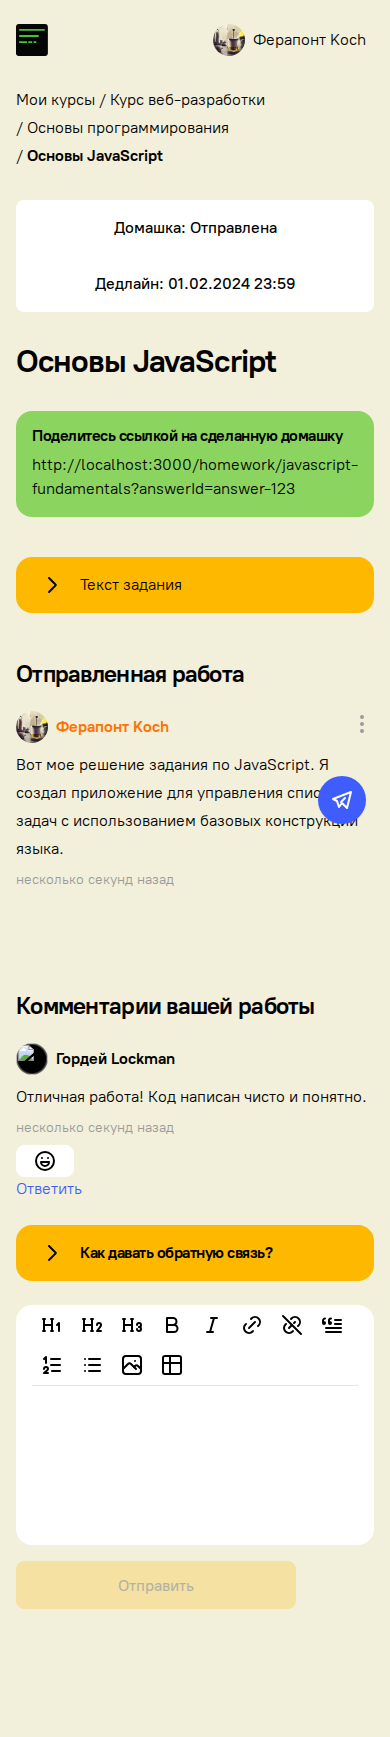 Ферапонт Koch
Мои курсы / Курс веб-разработки
/ Основы программирования
/ Основы JavaScript
Домашка: Отправлена
Дедлайн: 01.02.2024 23:59
Основы JavaScript
Поделитесь ссылкой на сделанную домашку
http://localhost:3000/homework/javascript-
fundamentals?answerId=answer-123
Текст задания
Отправленная работа
Ферапонт Koch
Вот мое решение задания по JavaScript. Я
создал приложение для управления
задач с использованием базовых конструкций
языка.
несколько секунд назад
Комментарии вашей работы
Гордей Lockman
Отличная работа! Код написан чисто и понятно.
несколько секунд назад
Ответить
Как давать обратную связь?
H1 H2 H3 B I
Отправить